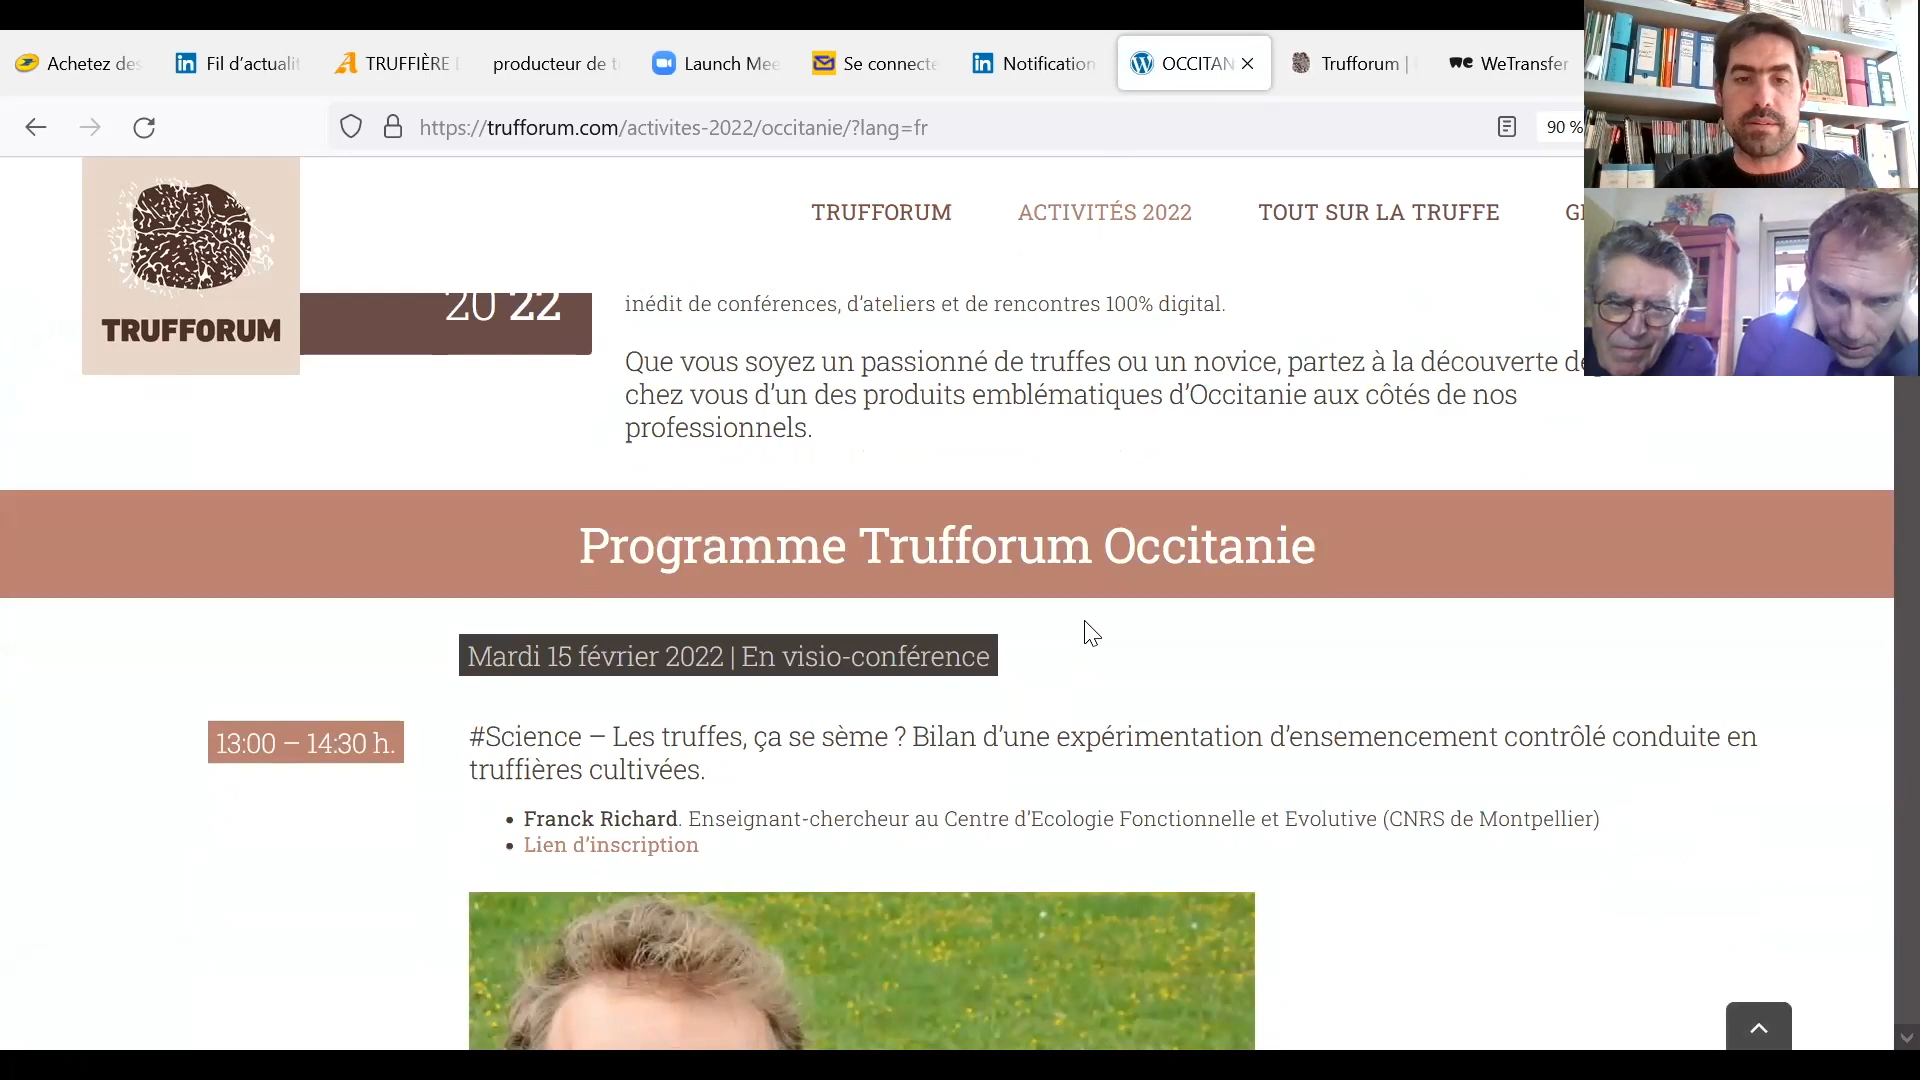 Achetez des
Fil d'actualit
TRUFFIÈRE
producteur de t
Launch Mee
Se connecte
Notification
OCCITAN
Trufforum |
WeTransfer
https://trufforum.com/activites-2022/occitanie/?lang=fr
90 %
TRUFFORUM
ACTIVITÉS 2022
TOUT SUR LA TRUFFE
TRUFFORUM
2022
inédit de conférences, d'ateliers et de rencontres 100% digital.
Que vous soyez un passionné de truffes ou un novice, partez à la découverte
chez vous d'un des produits emblématiques d'Occitanie aux côtés de nos
professionnels.
Programme Trufforum Occitanie
Mardi 15 février 2022 | En visio-conférence
13:00 – 14:30 h.
#Science – Les truffes, ça se sème ? Bilan d'une expérimentation d'ensemencement contrôlé conduite en
truffières cultivées.
Franck Richard. Enseignant-chercheur au Centre d'Ecologie Fonctionnelle et Evolutive (CNRS de Montpellier)
Lien d'inscription